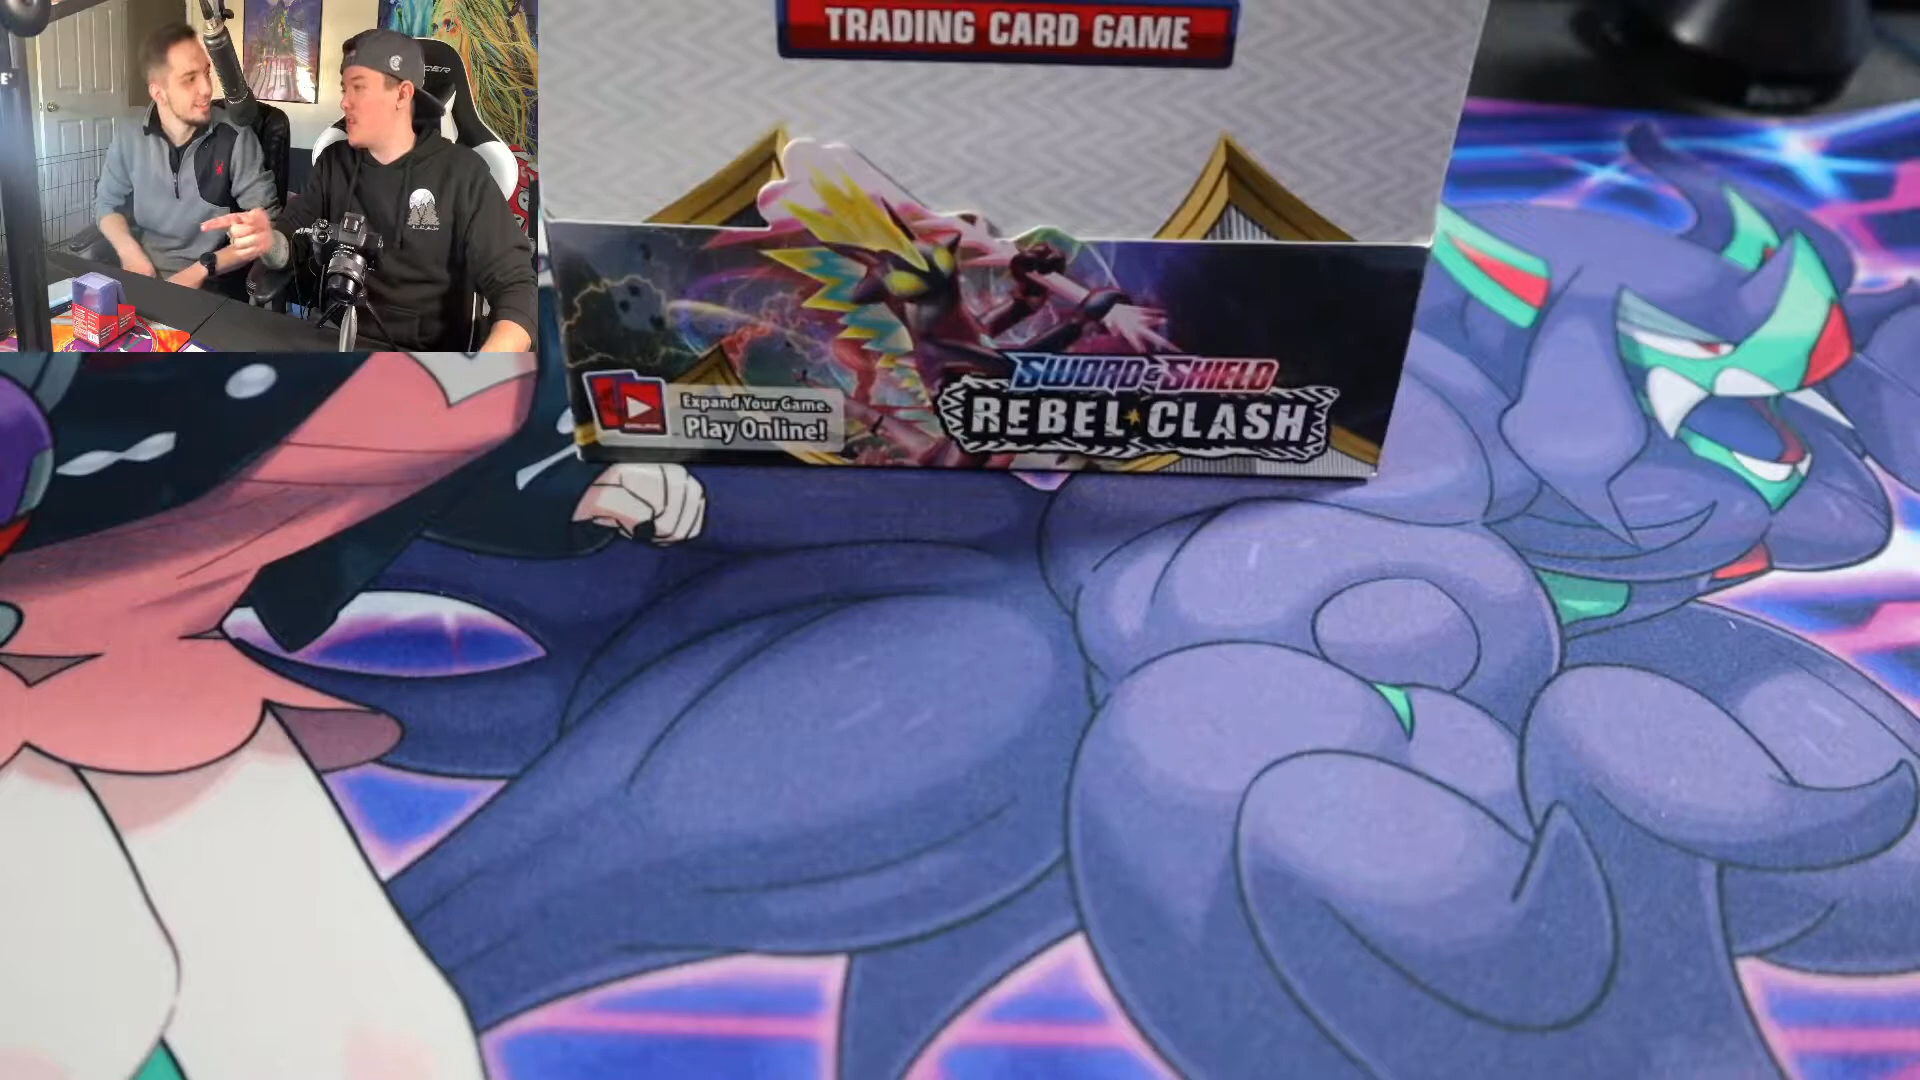 TRADING CARD GAME
SWORD & SHIELD
REBEL CLASH
Expand Your Game.
Play Online!